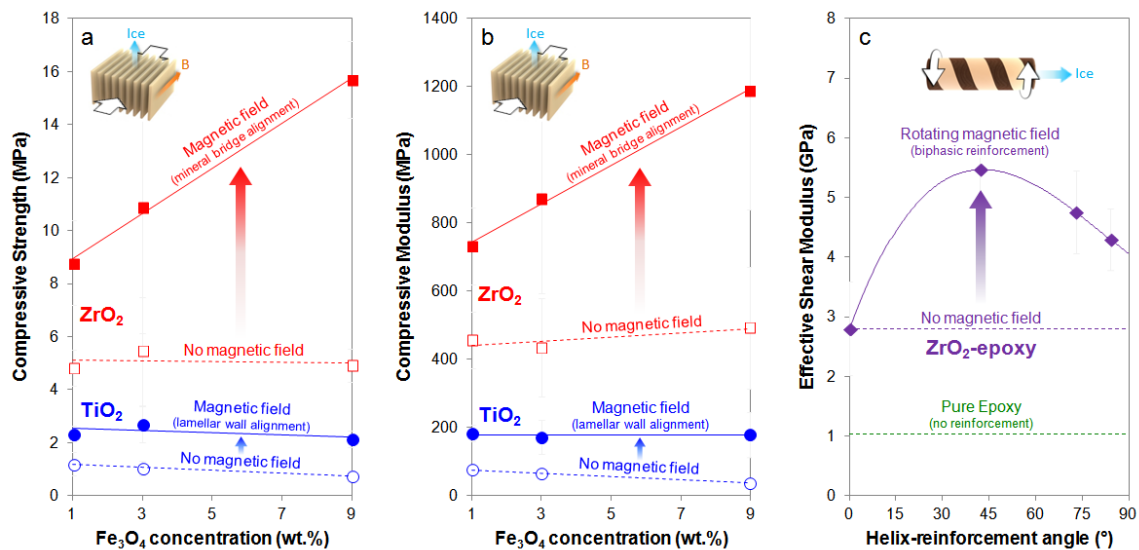 a
Ice
B
Magnetic field
(mineral bridge alignment)
ZrO2
No magnetic field
TiO2
Magnetic field
(lamellar wall alignment)
No magnetic field
18
16
14
12
10
8
6
4
2
0
1
3
5
7
9
Compressive Strength (MPa)
Fe3O4 concentration (wt.%)
b
Ice
B
Magnetic field
(mineral bridge alignment)
ZrO2
No magnetic field
TiO2
Magnetic field
(lamellar wall alignment)
No magnetic field
1400
1200
1000
800
600
400
200
0
1
3
5
7
9
Compressive Modulus (MPa)
Fe3O4 concentration (wt.%)
c
Ice
Rotating magnetic field
(biphasic reinforcement)
No magnetic field
ZrO2-epoxy
Pure Epoxy
(no reinforcement)
8
7
6
5
4
3
2
1
0
0
15
30
45
60
75
90
Effective Shear Modulus (GPa)
Helix-reinforcement angle (°)